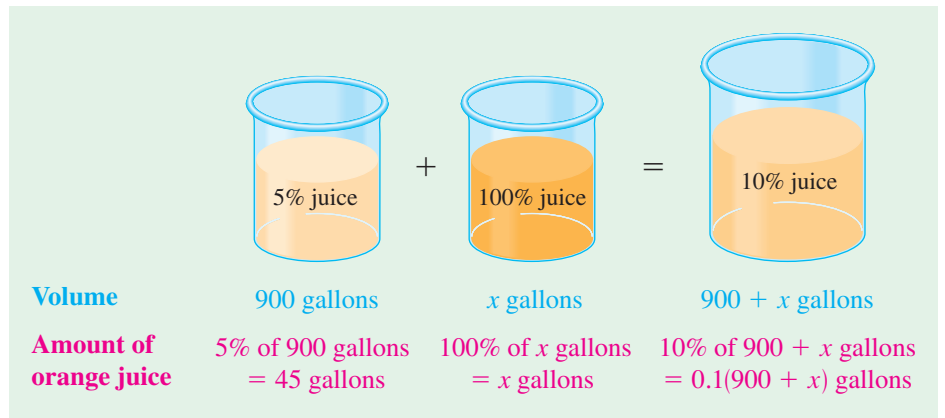 5% juice
+
100% juice
=
10% juice
Volume
900 gallons
x gallons
900 + x gallons
Amount of
orange juice
5% of 900 gallons
= 45 gallons
100% of x gallons
= x gallons
10% of 900 + x gallons
= 0.1(900 + x) gallons